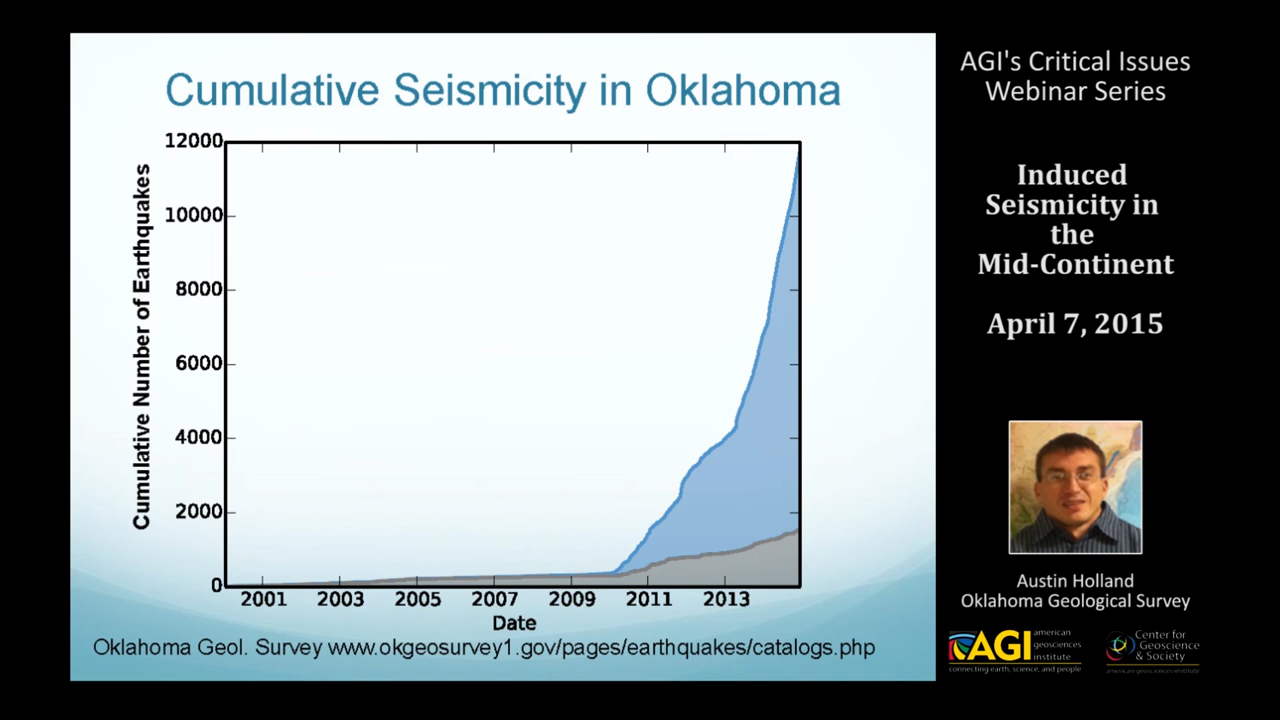 Cumulative Seismicity in Oklahoma
12000
10000
8000
6000
4000
2000
0
Cumulative Number of Earthquakes
2001 2003 2005 2007 2009 2011 2013
Date
Oklahoma Geol. Survey www.okgeosurvey1.gov/pages/earthquakes/catalogs.php
AGI's Critical Issues
Webinar Series
Induced
Seismicity in
the
Mid-Continent
April 7, 2015
Austin Holland
Oklahoma Geological Survey
AGI
american
geosciences
institute
connecting earth, science, and people
Center for
Geoscience
& Society
american geosciences institute